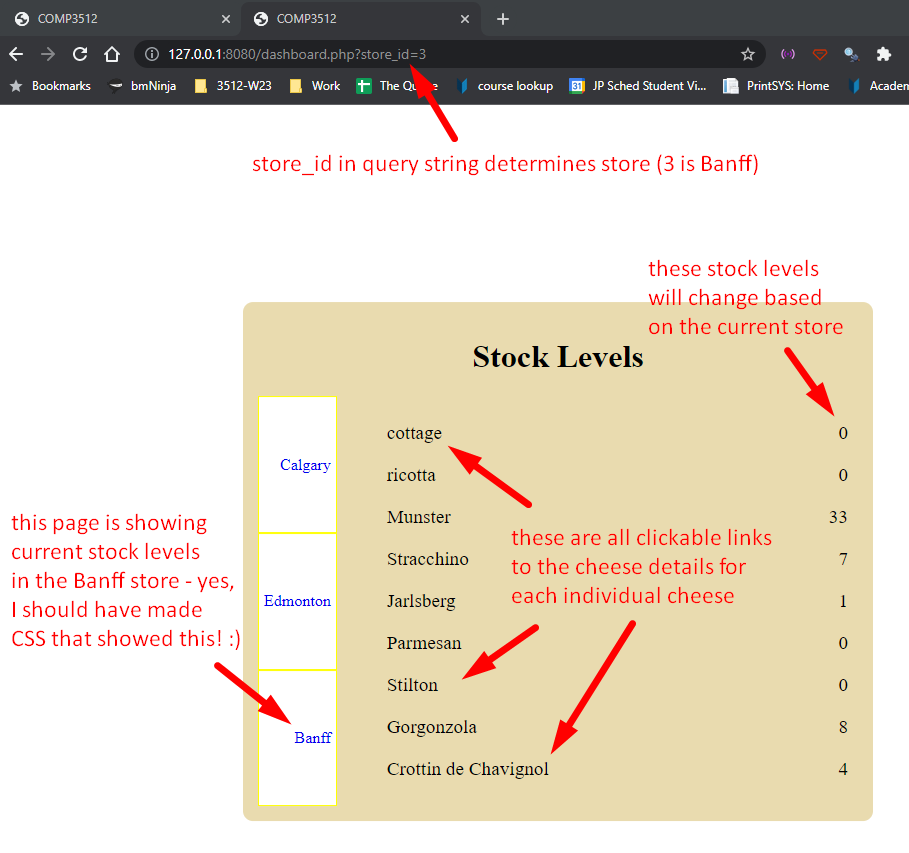 COMP3512
COMP3512
127.0.0.1:8080/dashboard.php?store_id=3
Bookmarks bmNinja 3512-W23 Work The Qu course lookup 31 JP Sched Student Vi... PrintSYS: Home Academ
store_id in query string determines store (3 is Banff)
these stock levels
will change based
on the current store
Stock Levels
Calgary
Edmonton
Banff
cottage 0
ricotta 0
Munster 33
Stracchino 7
Jarlsberg 1
Parmesan 0
Stilton 0
Gorgonzola 8
Crottin de Chavignol 4
these are all clickable links
to the cheese details for
each individual cheese
this page is showing
current stock levels
in the Banff store - yes,
I should have made
CSS that showed this! :)